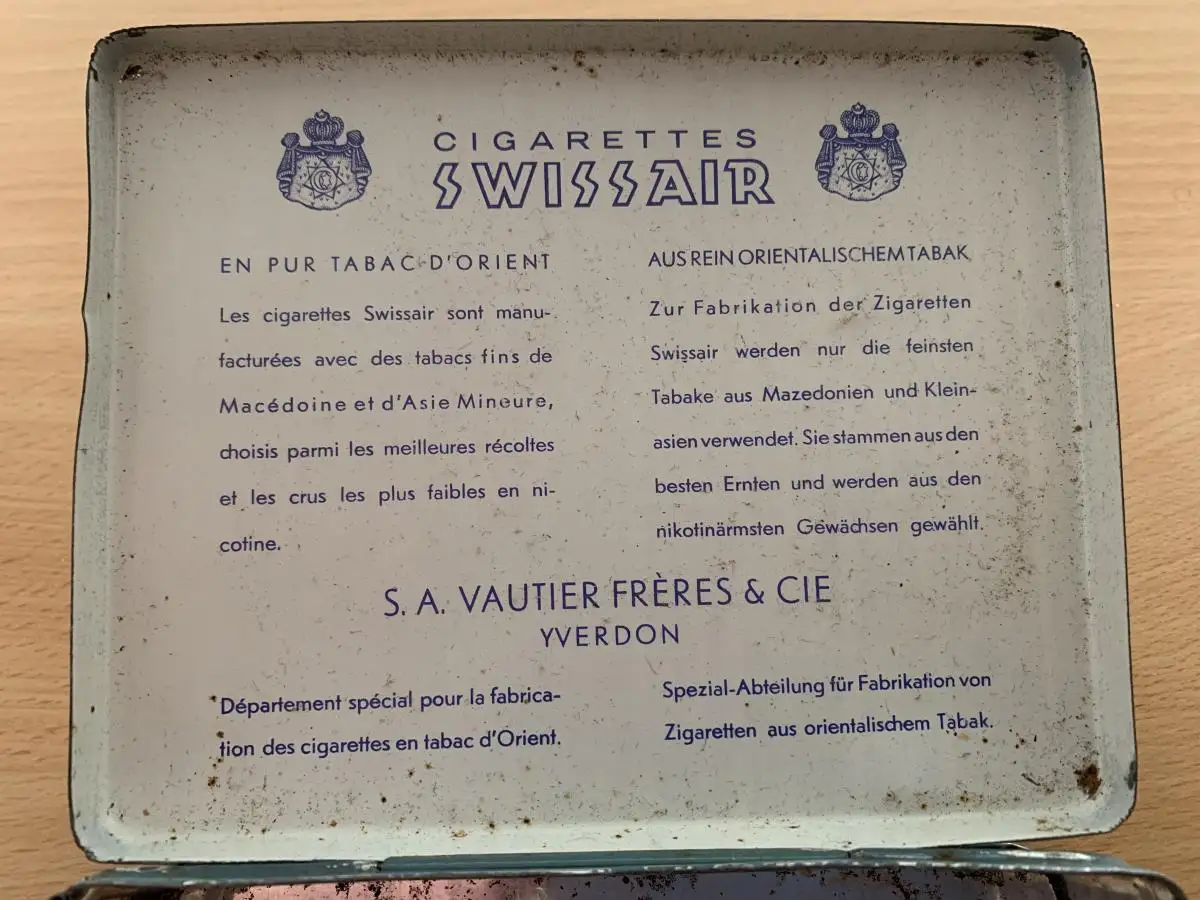 CIGARETTES
SWISSAIR
EN PUR TABAC D'ORIENT
Les cigarettes Swissair sont manu-
facturées avec des tabacs fins de
Macédoine et d'Asie Mineure,
choisis parmi les meilleures récoltes
et les crus les plus faibles en ni-
cotine.
AUS REIN ORIENTALISCHEM TABAK
Zur Fabrikation der Zigaretten
Swissair werden nur die feinsten
Tabake aus Mazedonien und Klein-
asien verwendet. Sie stammen aus den
besten Ernten und werden aus den
nikotinärmsten Gewächsen gewählt.
S. A. VAUTIER FRÈRES & CIE
YVERDON
Département spécial pour la fabrica-
tion des cigarettes en tabac d'Orient.
Spezial-Abteilung für Fabrikation von
Zigaretten aus orientalischem Tabak.